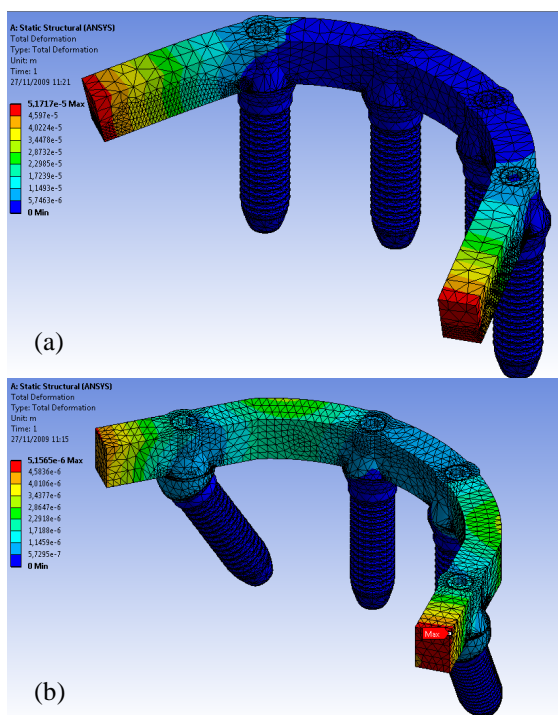 A: Static Structural (ANSYS)
Total Deformation
Type: Total Deformation
Unit: m
Time: 1
27/11/2009 11:21
5,1717e-5 Max
4,597e-5
4,0224e-5
3,4478e-5
2,8732e-5
2,2985e-5
1,7239e-5
1,1493e-5
5,7463e-6
0 Min
(a)
A: Static Structural (ANSYS)
Total Deformation
Type: Total Deformation
Unit: m
Time: 1
27/11/2009 11:15
5,1565e-6 Max
4,5836e-6
4,0106e-6
3,4377e-6
2,8647e-6
2,2918e-6
1,7188e-6
1,1459e-6
5,7295e-7
0 Min
Max
(b)